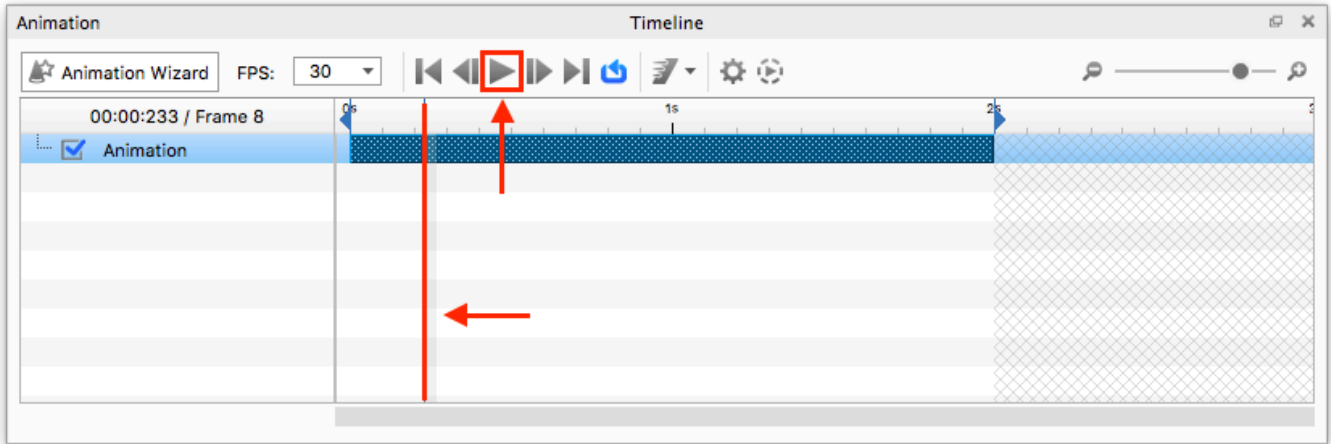 Animation Timeline
Animation Wizard FPS: 30
00:00:233 / Frame 8 0s 1s 2s
Animation